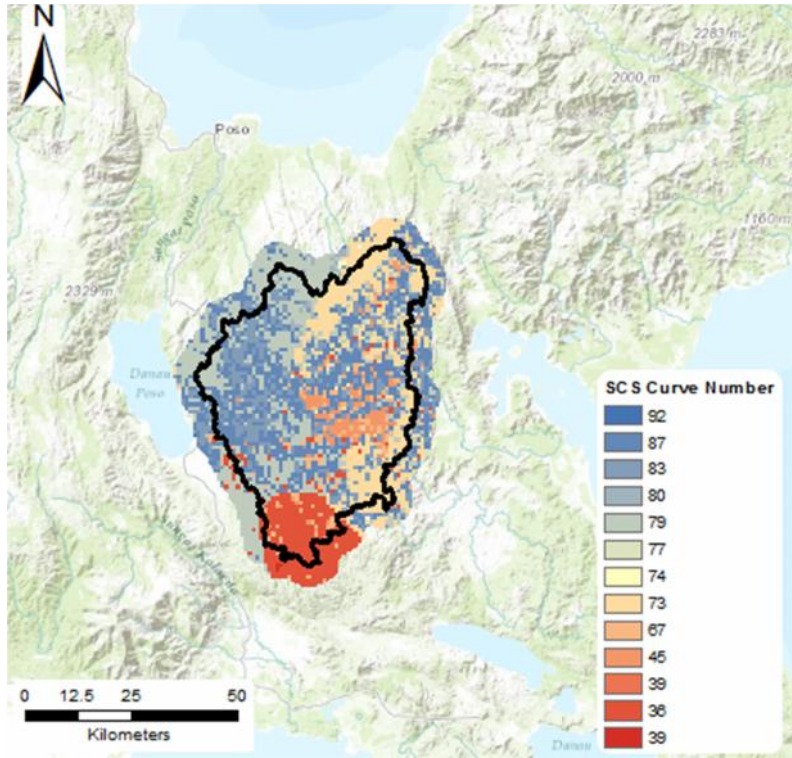 N
2283 m
2000 m
Poso
1160 m
2329 m
Danau
Poso
SCS Curve Number
92
87
83
80
79
77
74
73
67
45
39
36
39
0 12.5 25 50
Kilometers
Danau